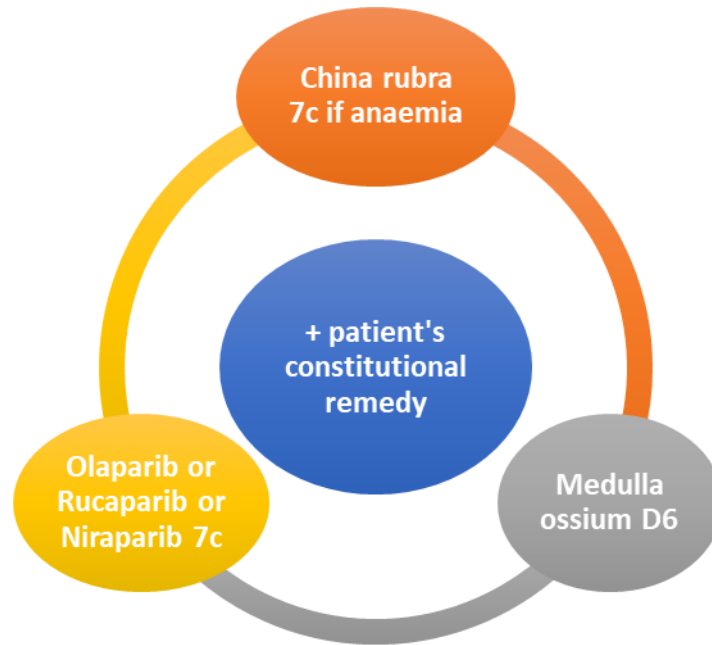 China rubra
7c if anaemia
+ patient's
constitutional
remedy
Olaparib or
Rucaparib or
Niraparib 7c
Medulla
ossium D6